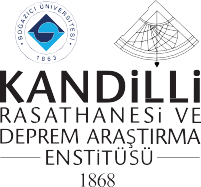 BOĞAZİÇİ ÜNİVERSİTESİ
1863
KANDİLLİ
RASATHANESİ VE
DEPREM ARAŞTIRMA
ENSTİTÜSÜ
1868